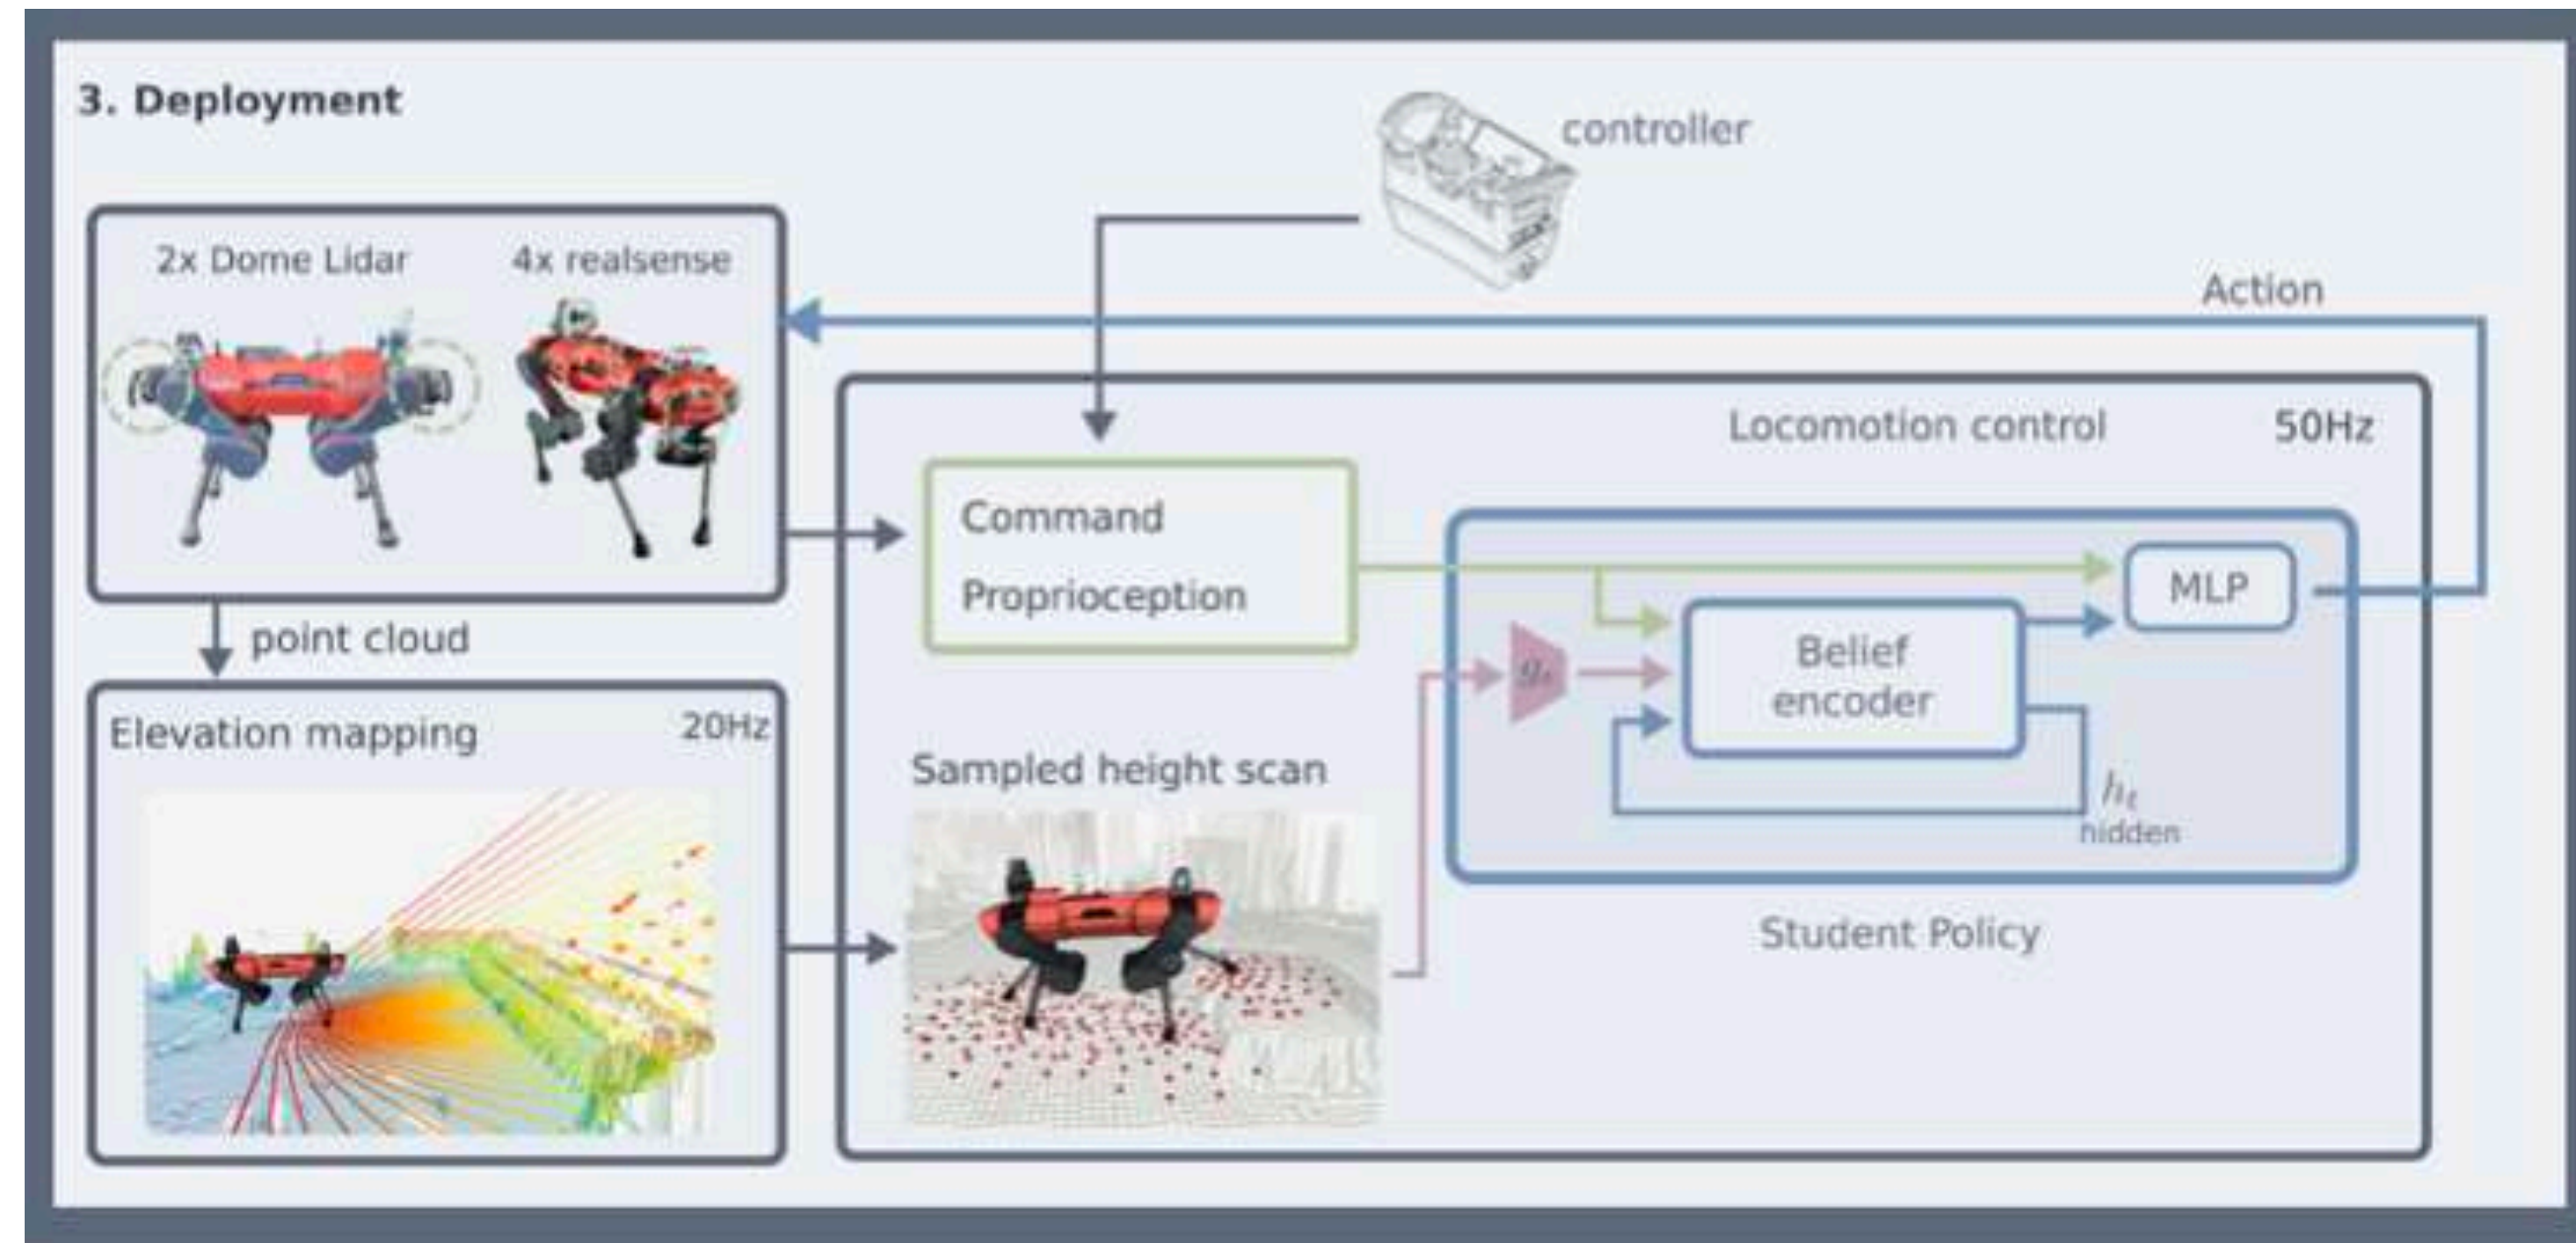 3. Deployment
controller
2x Dome Lidar
4x realsense
Action
Locomotion control
50Hz
Command
Proprioception
MLP
Belief
encoder
point cloud
Elevation mapping
20Hz
Sampled height scan
hₜ
hidden
Student Policy